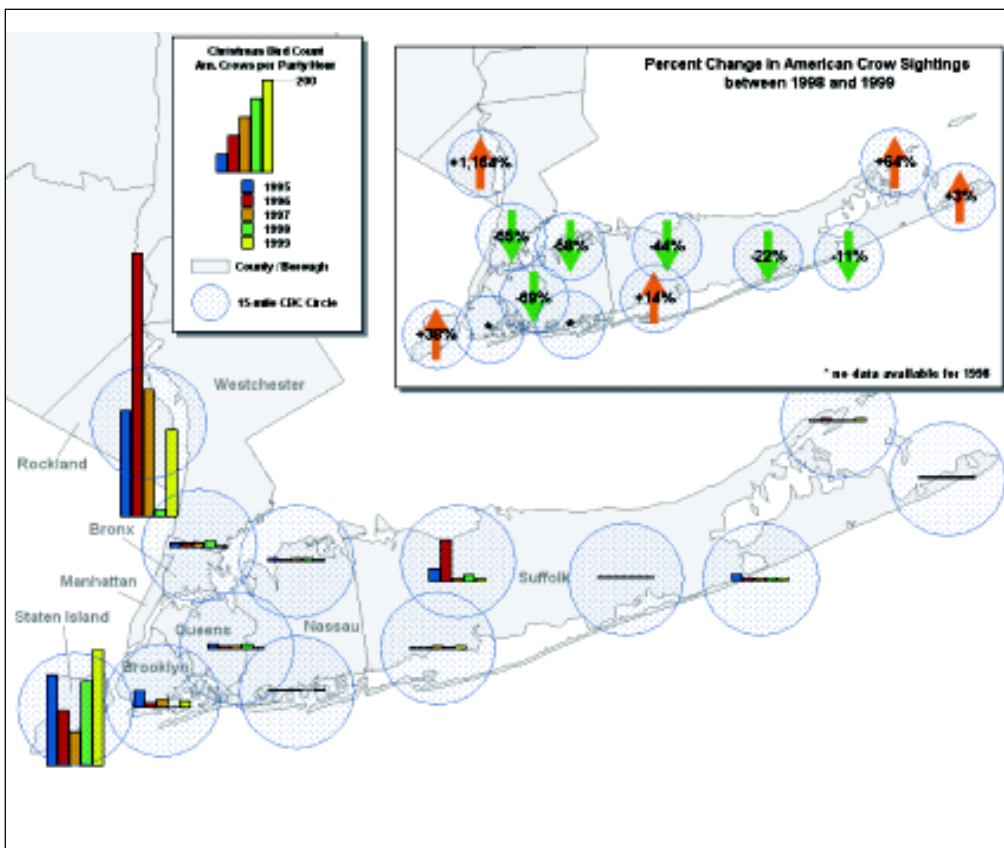 Christmas Bird Count
Am. Crows per Party Hour
200
1995
1996
1997
1998
1999
County / Borough
15-mile CBC Circle
Percent Change in American Crow Sightings
between 1998 and 1999
+1,164%
+64%
+3%
-65%
-58%
-44%
-22%
-11%
-69%
+14%
+38%
*
*
* no data available for 1998
Westchester
Rockland
Bronx
Manhattan
Staten Island
Queens
Nassau
Suffolk
Brooklyn